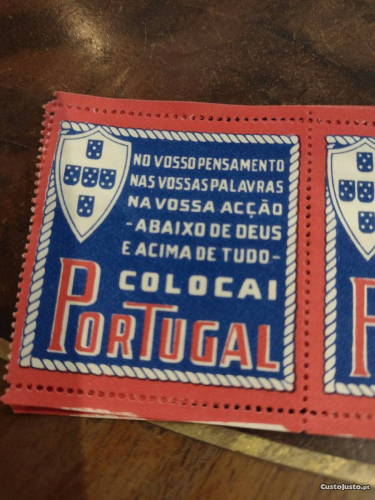 NO VOSSO PENSAMENTO
NAS VOSSAS PALAVRAS
NA VOSSA ACÇÃO
- ABAIXO DE DEUS
E ACIMA DE TUDO -
COLOCAI
PORTUGAL
P
CustoJusto.pt